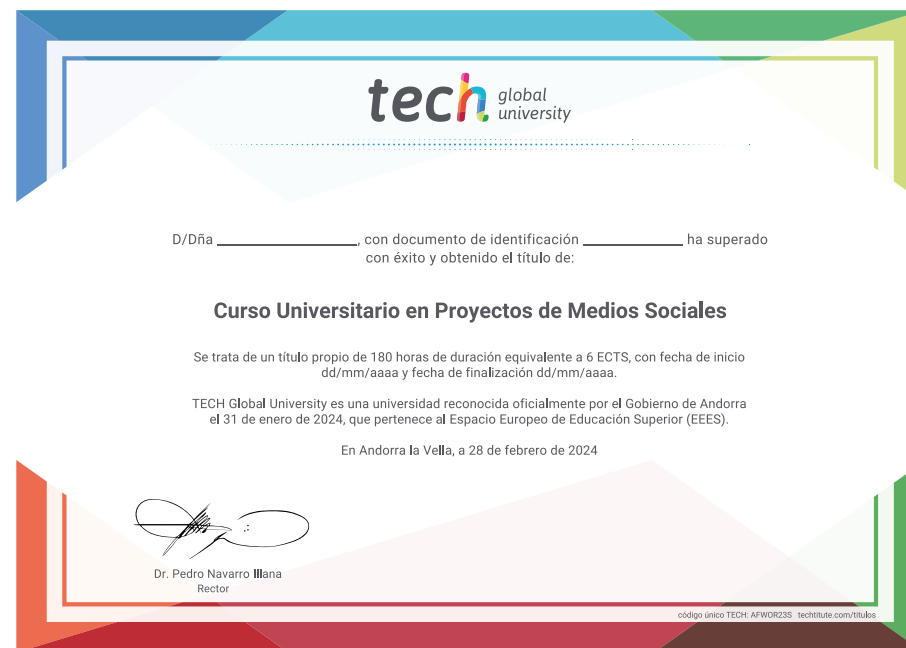 tech global university
D/Dña ________________, con documento de identificación ____________ ha superado
con éxito y obtenido el título de:
Curso Universitario en Proyectos de Medios Sociales
Se trata de un título propio de 180 horas de duración equivalente a 6 ECTS, con fecha de inicio
dd/mm/aaaa y fecha de finalización dd/mm/aaaa.
TECH Global University es una universidad reconocida oficialmente por el Gobierno de Andorra
el 31 de enero de 2024, que pertenece al Espacio Europeo de Educación Superior (EEES).
En Andorra la Vella, a 28 de febrero de 2024
Dr. Pedro Navarro Illana
Rector
código único TECH: AFWOR23S techtitute.com/titulos